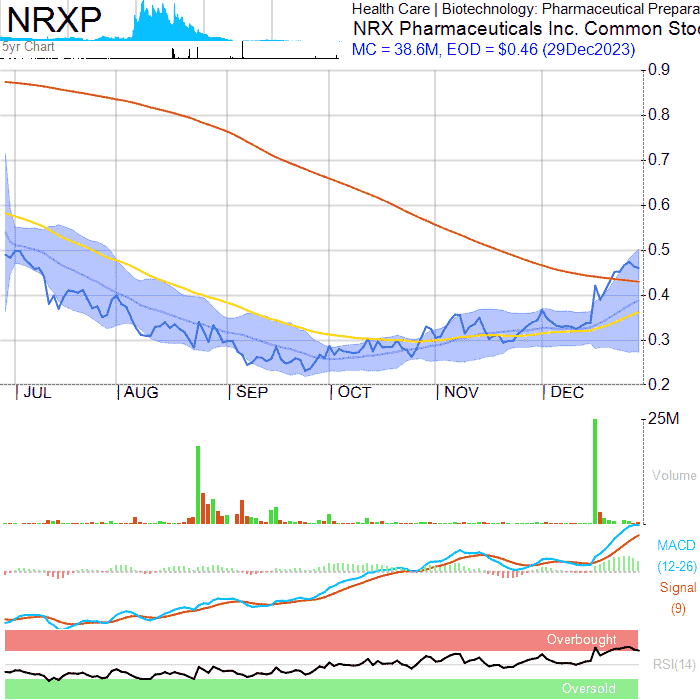 NRXP
Health Care | Biotechnology: Pharmaceutical Prepara
NRX Pharmaceuticals Inc. Common Stoc
5yr Chart
MC = 38.6M, EOD = $0.46 (29Dec2023)
0.9
0.8
0.7
0.6
0.5
0.4
0.3
0.2
JUL AUG SEP OCT NOV DEC
25M
Volume
MACD
(12-26)
Signal
(9)
Overbought
RSI(14)
Oversold